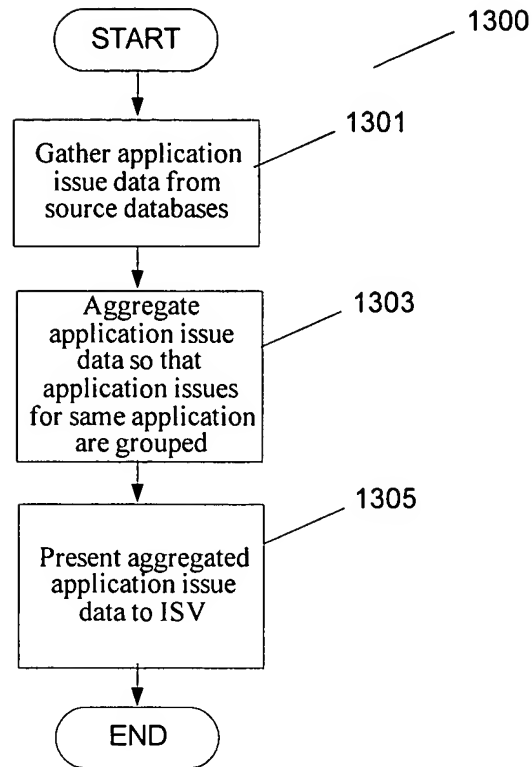 START
1300
1301
Gather application
issue data from
source databases
1303
Aggregate
application issue
data so that
application issues
for same application
are grouped
1305
Present aggregated
application issue
data to ISV
END